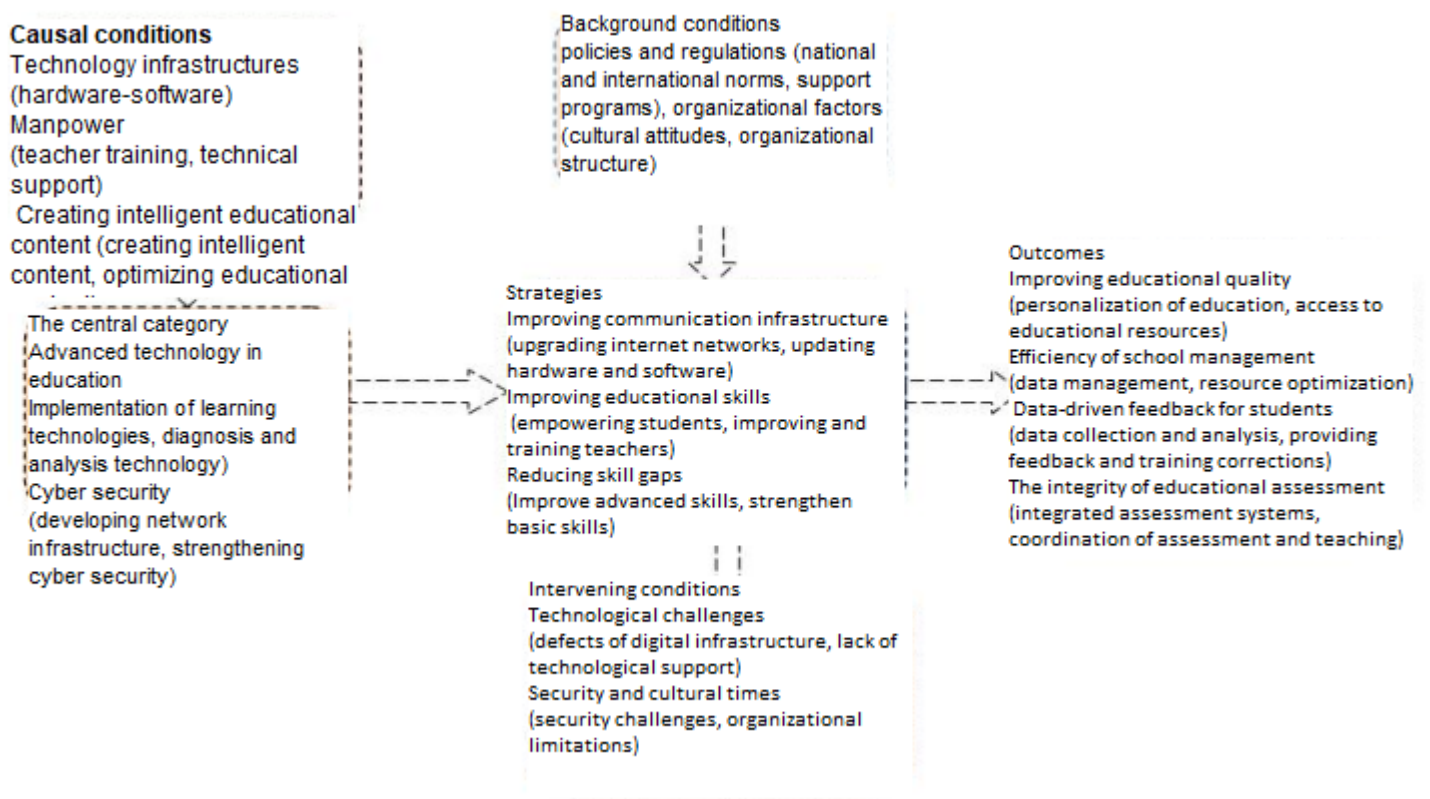 Causal conditions
Technology infrastructures
(hardware-software)
Manpower
(teacher training, technical
support)
Creating intelligent educational
content (creating intelligent
content, optimizing educational
Background conditions
policies and regulations (national
and international norms, support
programs), organizational factors
(cultural attitudes, organizational
structure)
The central category
Advanced technology in
education
Implementation of learning
technologies, diagnosis and
analysis technology)
Cyber security
(developing network
infrastructure, strengthening
cyber security)
Strategies
Improving communication infrastructure
(upgrading internet networks, updating
hardware and software)
Improving educational skills
(empowering students, improving and
training teachers)
Reducing skill gaps
(Improve advanced skills, strengthen
basic skills)
Intervening conditions
Technological challenges
(defects of digital infrastructure, lack of
technological support)
Security and cultural times
(security challenges, organizational
limitations)
Outcomes
Improving educational quality
(personalization of education, access to
educational resources)
Efficiency of school management
(data management, resource optimization)
Data-driven feedback for students
(data collection and analysis, providing
feedback and training corrections)
The integrity of educational assessment
(integrated assessment systems,
coordination of assessment and teaching)